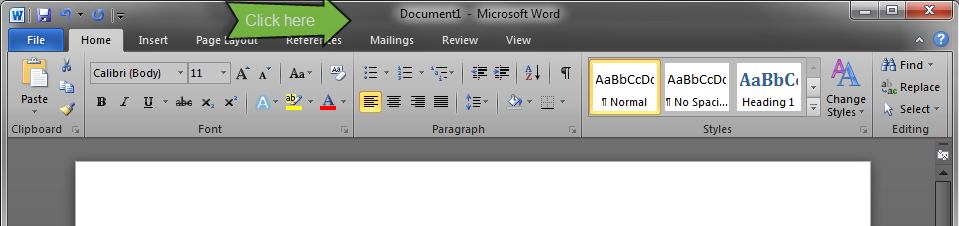 Click here
Document1 - Microsoft Word
File Home Insert Page Layout References Mailings Review View
Calibri (Body) 11 A A Aa
AaBbCcDc AaBbCcDc AaBbC
Find
Replace
Select
Paste
B I U abc x₂ x² A ab A
¶ Normal ¶ No Spaci... Heading 1
Change
Styles
Clipboard Font Paragraph Styles Editing